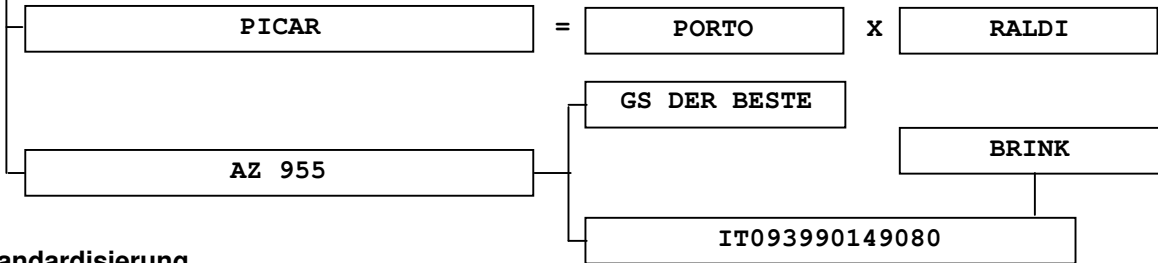 PICAR = PORTO X RALDI
GS DER BESTE
BRINK
AZ 955
IT093990149080
andardisierung